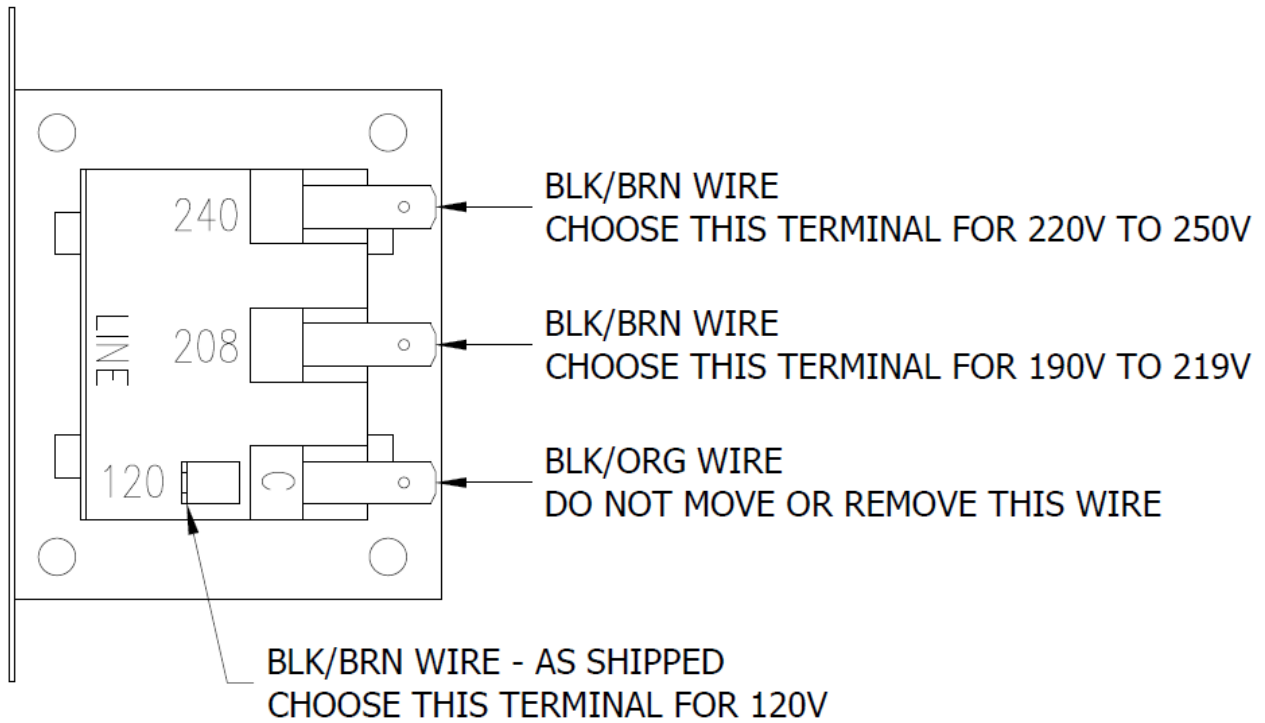 240
BLK/BRN WIRE
CHOOSE THIS TERMINAL FOR 220V TO 250V
LINE
208
BLK/BRN WIRE
CHOOSE THIS TERMINAL FOR 190V TO 219V
120
C
BLK/ORG WIRE
DO NOT MOVE OR REMOVE THIS WIRE
BLK/BRN WIRE - AS SHIPPED
CHOOSE THIS TERMINAL FOR 120V